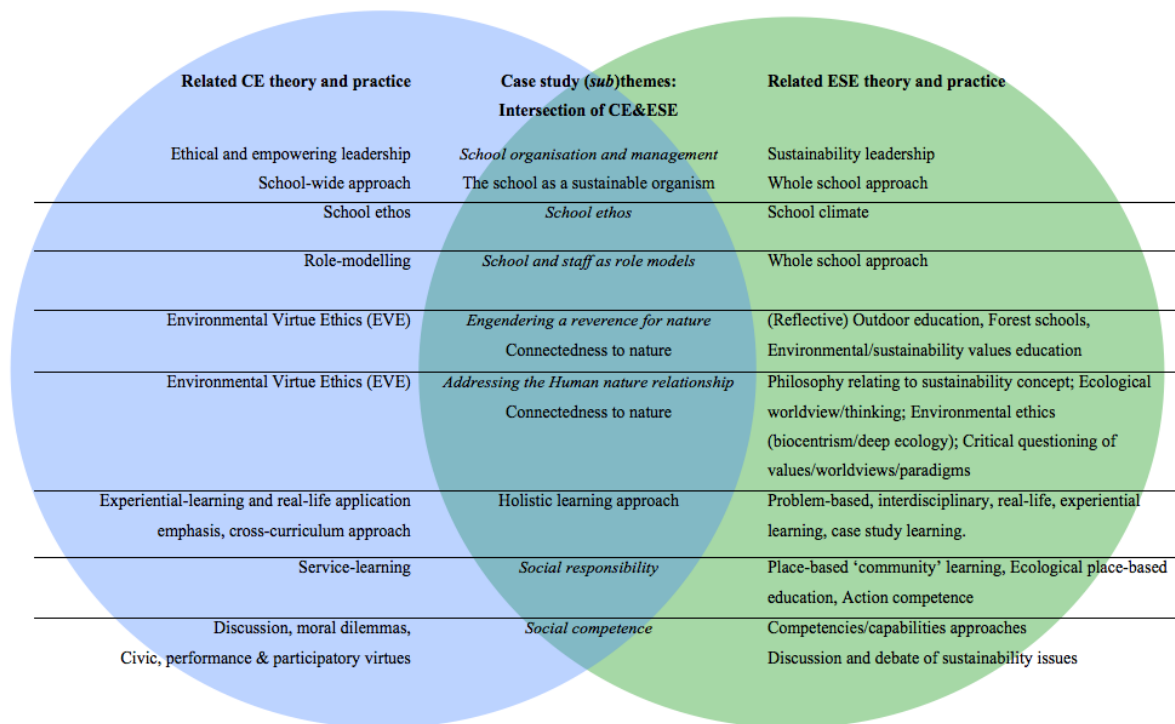 Related CE theory and practice
Case study (sub)themes:
Intersection of CE&ESE
Related ESE theory and practice
Ethical and empowering leadership
School organisation and management
Sustainability leadership
School-wide approach
The school as a sustainable organism
Whole school approach
School ethos
School ethos
School climate
Role-modelling
School and staff as role models
Whole school approach
Environmental Virtue Ethics (EVE)
Engendering a reverence for nature
Connectedness to nature
(Reflective) Outdoor education, Forest schools,
Environmental/sustainability values education
Environmental Virtue Ethics (EVE)
Addressing the Human nature relationship
Connectedness to nature
Philosophy relating to sustainability concept; Ecological
worldview/thinking; Environmental ethics
(biocentrism/deep ecology); Critical questioning of
values/worldviews/paradigms
Experiential-learning and real-life application
emphasis, cross-curriculum approach
Holistic learning approach
Problem-based, interdisciplinary, real-life, experiential
learning, case study learning.
Service-learning
Social responsibility
Place-based ‘community’ learning, Ecological place-based
education, Action competence
Discussion, moral dilemmas,
Civic, performance & participatory virtues
Social competence
Competencies/capabilities approaches
Discussion and debate of sustainability issues